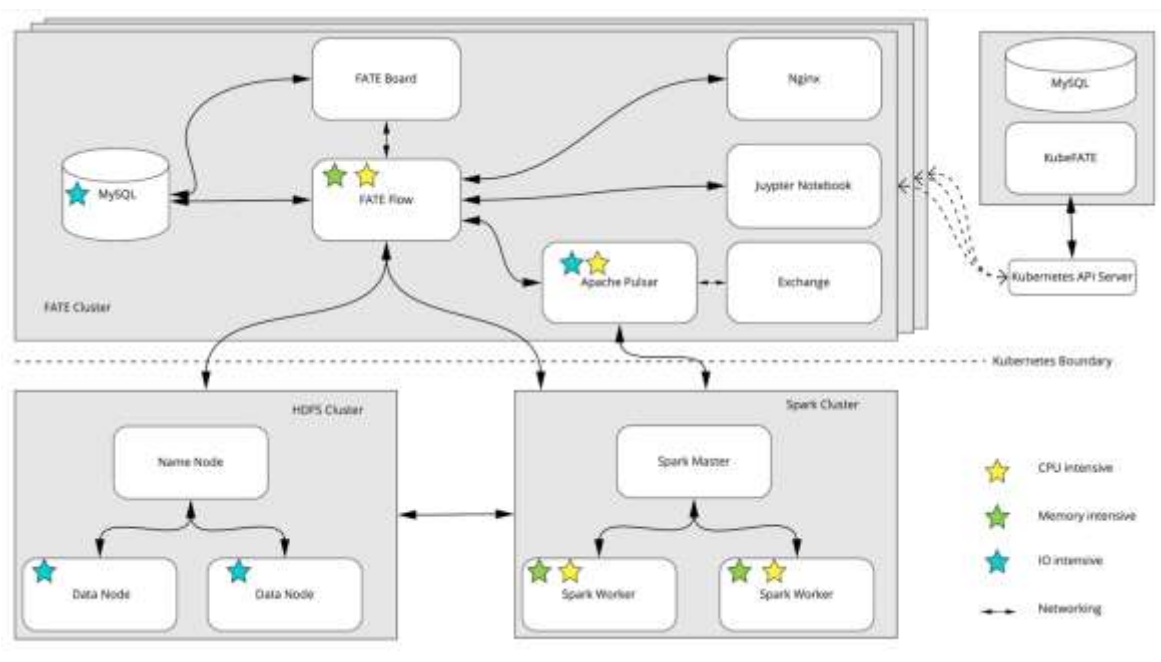 FATE Board
Nginx
MySQL
MySQL
KubeFATE
FATE Flow
Juypter Notebook
Apache Pulsar
Exchange
Kubernetes API Server
FATE Cluster
Kubernetes Boundary
HDFS Cluster
Spark Cluster
Name Node
Spark Master
Data Node
Data Node
Spark Worker
Spark Worker
CPU intensive
Memory intensive
IO intensive
Networking